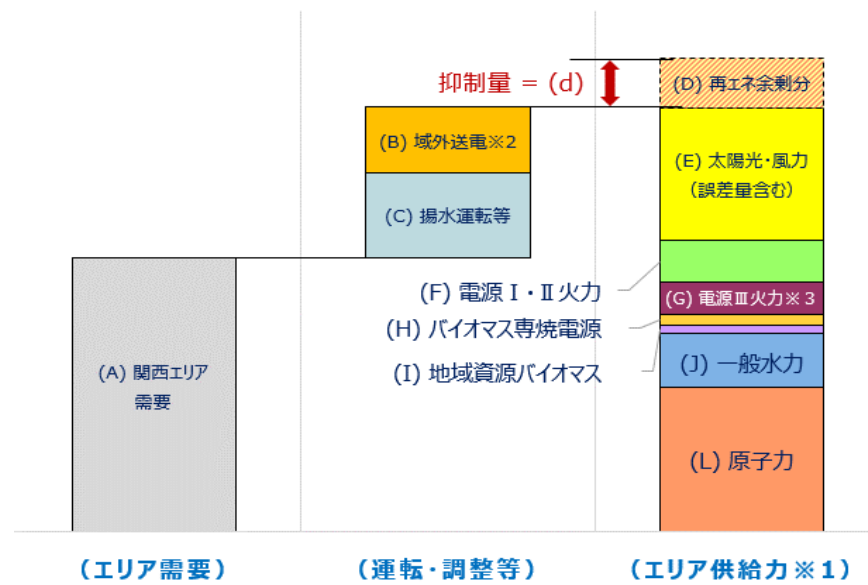 抑制量 = (d)
(D) 再エネ余剰分
(B) 域外送電※2
(C) 揚水運転等
(E) 太陽光・風力
（誤差量含む）
(F) 電源Ⅰ・Ⅱ火力
(G) 電源Ⅲ火力※3
(H) バイオマス専焼電源
(I) 地域資源バイオマス
(J) 一般水力
(A) 関西エリア
需要
(L) 原子力
（エリア需要）
（運転・調整等）
（エリア供給力※1）